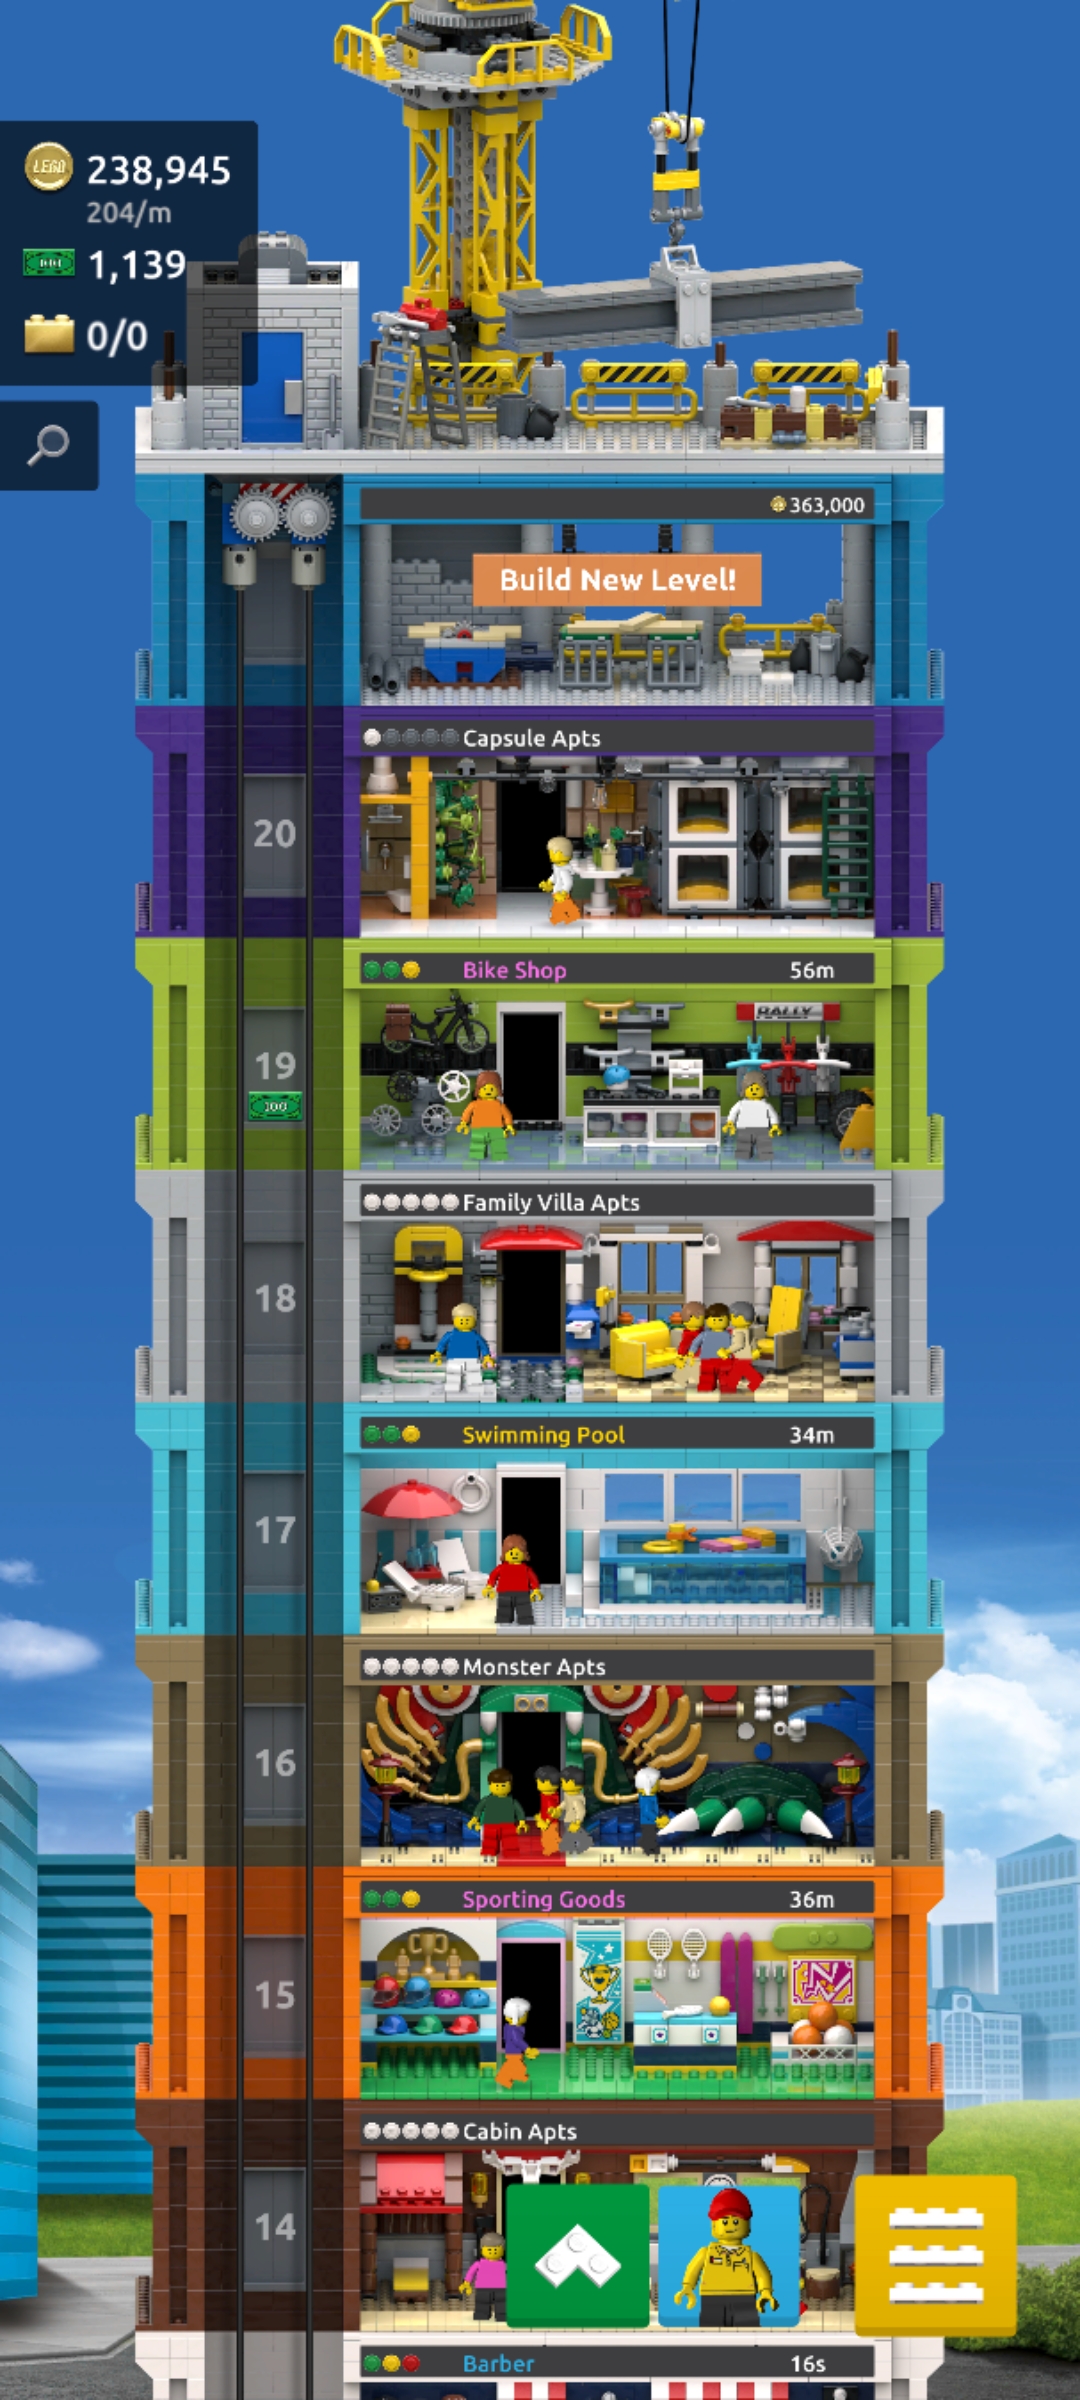 LEGO 238,945
204/m
1,139
0/0
363,000
Build New Level!
Capsule Apts
20
Bike Shop 56m
RALLY
19
100
Family Villa Apts
18
Swimming Pool 34m
17
Monster Apts
16
Sporting Goods 36m
15
Cabin Apts
14
Barber 16s